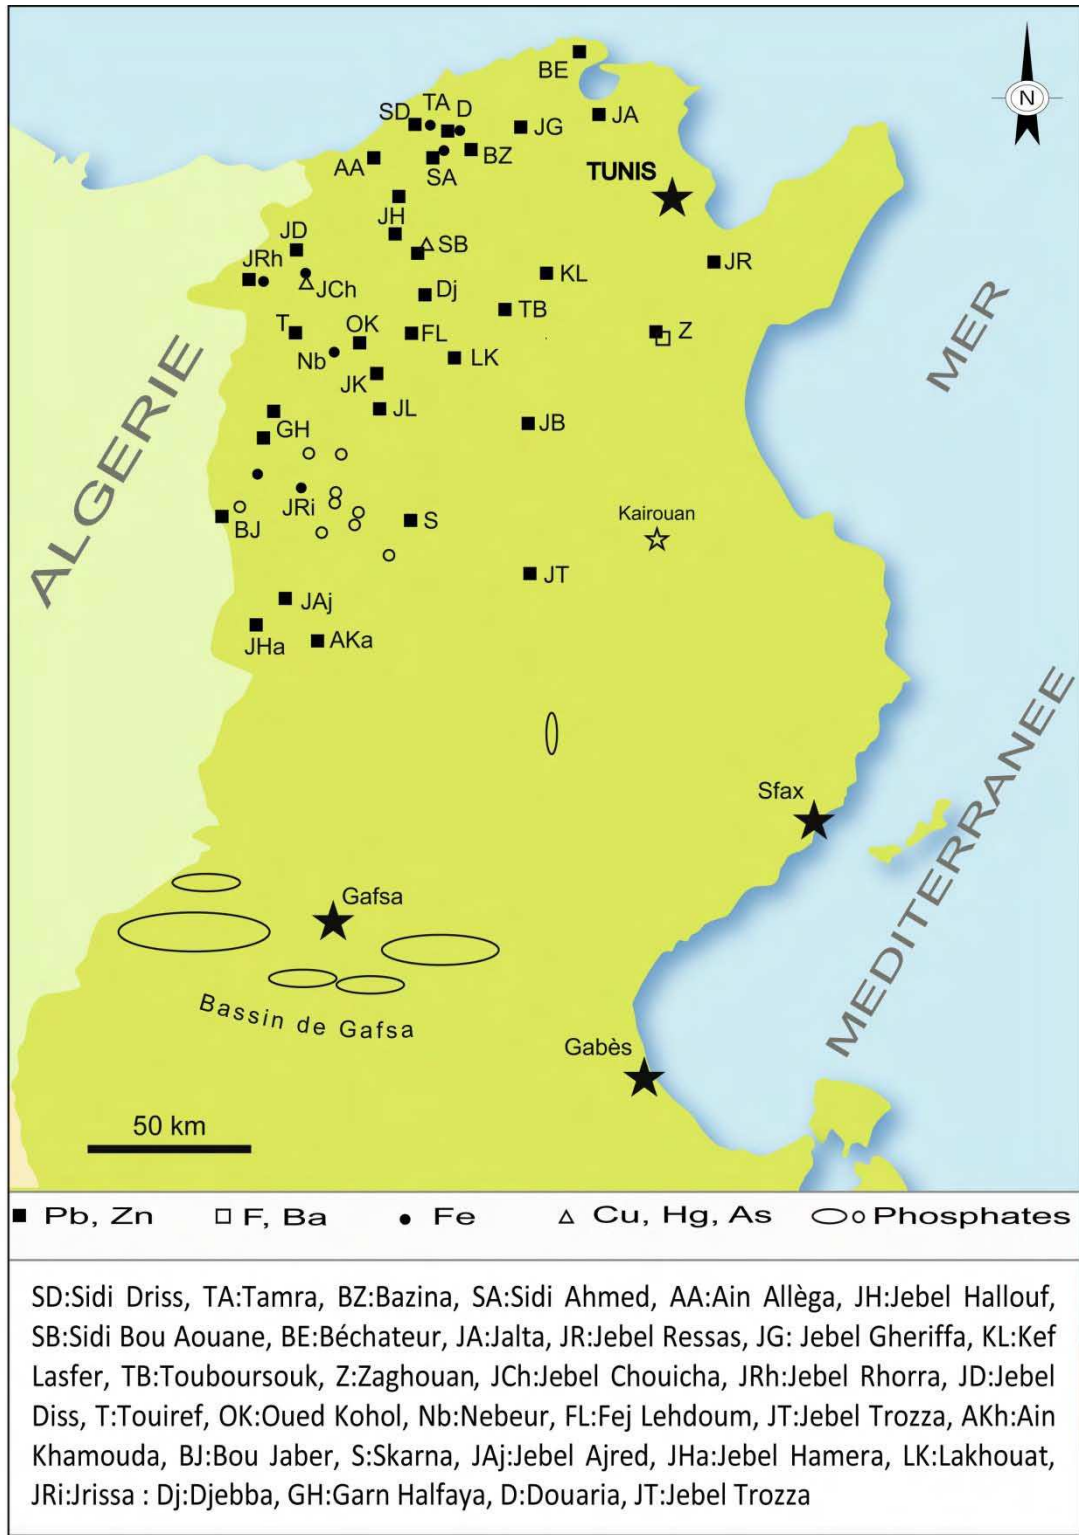 N
BE
SD TA D
JG
JA
AA
SA
BZ
TUNIS
JH
JD
SB
JRh
JCh
KL
JR
Dj
TB
T
OK
FL
Z
Nb
LK
JK
JL
JB
GH
JRi
BJ
S
Kairouan
JT
JAj
JHa
AKa
ALGERIE
MER
MEDITERRANEE
Sfax
Gafsa
Bassin de Gafsa
Gabès
50 km
Pb, Zn F, Ba Fe Cu, Hg, As Phosphates
SD:Sidi Driss, TA:Tamra, BZ:Bazina, SA:Sidi Ahmed, AA:Ain Allèga, JH:Jebel Hallouf,
SB:Sidi Bou Aouane, BE:Béchateur, JA:Jalta, JR:Jebel Ressas, JG: Jebel Gheriffa, KL:Kef
Lasfer, TB:Touboursouk, Z:Zaghouan, JCh:Jebel Chouicha, JRh:Jebel Rhorra, JD:Jebel
Diss, T:Touiref, OK:Oued Kohol, Nb:Nebeur, FL:Fej Lehdoum, JT:Jebel Trozza, AKh:Ain
Khamouda, BJ:Bou Jaber, S:Skarna, JAj:Jebel Ajred, JHa:Jebel Hamera, LK:Lakhouat,
JRi:Jrissa : Dj:Djebba, GH:Garn Halfaya, D:Douaria, JT:Jebel Trozza